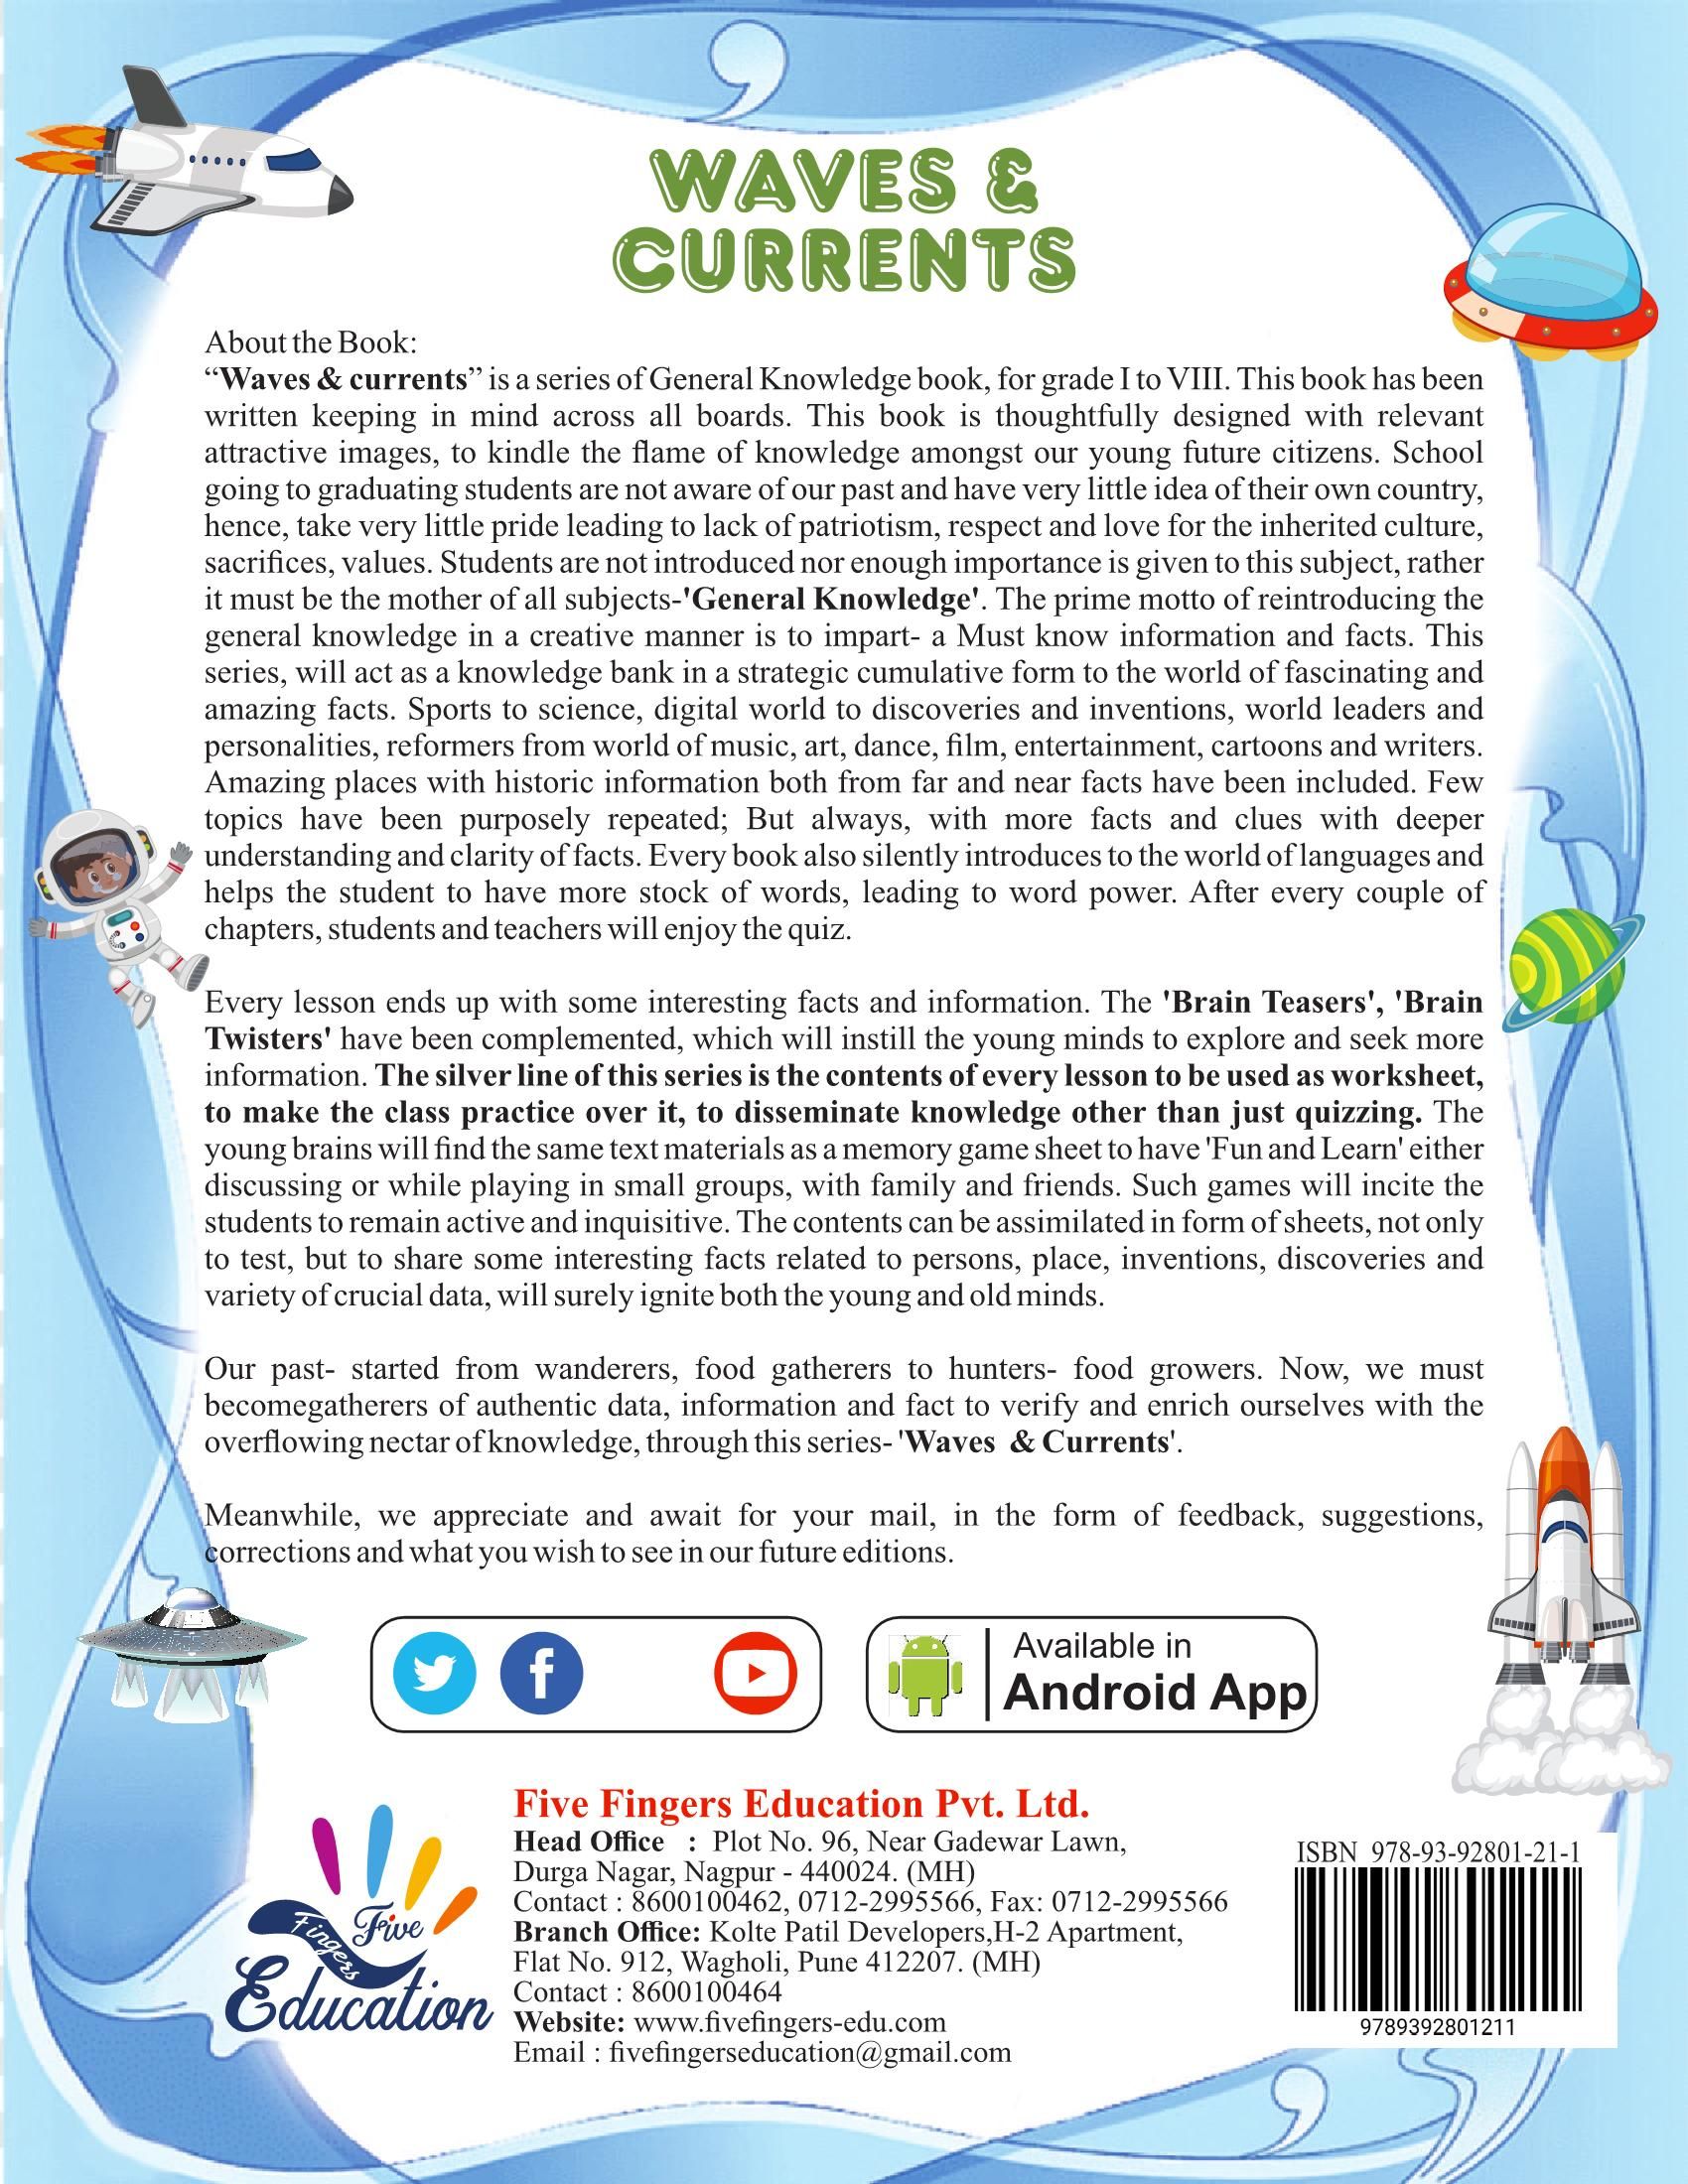 WAVES &
CURRENTS
About the Book:
“Waves & currents” is a series of General Knowledge book, for grade I to VIII. This book has been
written keeping in mind across all boards. This book is thoughtfully designed with relevant
attractive images, to kindle the flame of knowledge amongst our young future citizens. School
going to graduating students are not aware of our past and have very little idea of their own country,
hence, take very little pride leading to lack of patriotism, respect and love for the inherited culture,
sacrifices, values. Students are not introduced nor enough importance is given to this subject, rather
it must be the mother of all subjects-'General Knowledge'. The prime motto of reintroducing the
general knowledge in a creative manner is to impart- a Must know information and facts. This
series, will act as a knowledge bank in a strategic cumulative form to the world of fascinating and
amazing facts. Sports to science, digital world to discoveries and inventions, world leaders and
personalities, reformers from world of music, art, dance, film, entertainment, cartoons and writers.
Amazing places with historic information both from far and near facts have been included. Few
topics have been purposely repeated; But always, with more facts and clues with deeper
understanding and clarity of facts. Every book also silently introduces to the world of languages and
helps the student to have more stock of words, leading to word power. After every couple of
chapters, students and teachers will enjoy the quiz.
Every lesson ends up with some interesting facts and information. The 'Brain Teasers', 'Brain
Twisters' have been complemented, which will instill the young minds to explore and seek more
information. The silver line of this series is the contents of every lesson to be used as worksheet,
to make the class practice over it, to disseminate knowledge other than just quizzing. The
young brains will find the same text materials as a memory game sheet to have 'Fun and Learn' either
discussing or while playing in small groups, with family and friends. Such games will incite the
students to remain active and inquisitive. The contents can be assimilated in form of sheets, not only
to test, but to share some interesting facts related to persons, place, inventions, discoveries and
variety of crucial data, will surely ignite both the young and old minds.
Our past- started from wanderers, food gatherers to hunters- food growers. Now, we must
becomegatherers of authentic data, information and fact to verify and enrich ourselves with the
overflowing nectar of knowledge, through this series- 'Waves & Currents'.
Meanwhile, we appreciate and await for your mail, in the form of feedback, suggestions,
corrections and what you wish to see in our future editions.
Available in
Android App
Five Fingers Education
Five Fingers Education Pvt. Ltd.
Head Office : Plot No. 96, Near Gadewar Lawn,
Durga Nagar, Nagpur - 440024. (MH)
Contact : 8600100462, 0712-2995566, Fax: 0712-2995566
Branch Office: Kolte Patil Developers,H-2 Apartment,
Flat No. 912, Wagholi, Pune 412207. (MH)
Contact : 8600100464
Website: www.fivefingers-edu.com
Email : fivefingerseducation@gmail.com
ISBN 978-93-92801-21-1
9789392801211